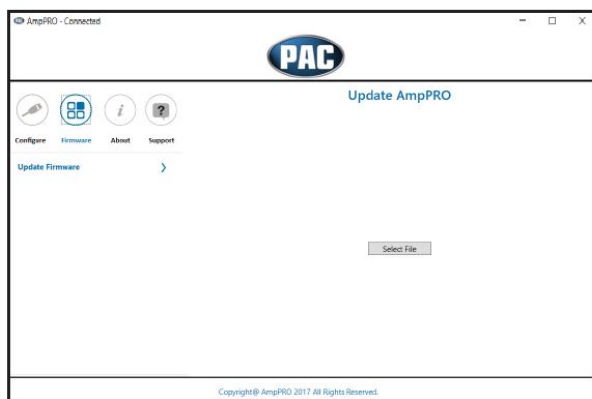 AmpPRO - Connected
PAC
Update AmpPRO
Configure
Firmware
About
Support
Update Firmware
Select File
Copyright@ AmpPRO 2017 All Rights Reserved.